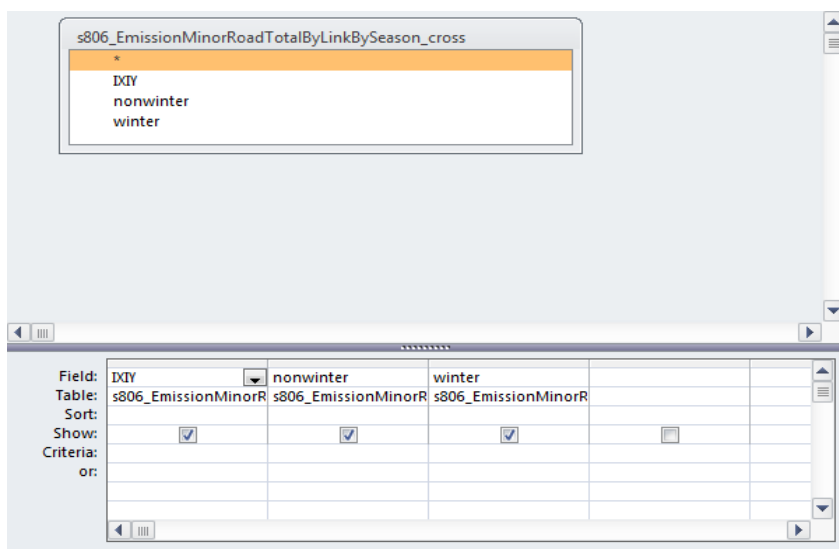 s806_EmissionMinorRoadTotalByLinkBySeason_cross
*
IXIY
nonwinter
winter
Field: IXIY nonwinter winter
Table: s806_EmissionMinorR s806_EmissionMinorR s806_EmissionMinorR
Sort:
Show:
Criteria:
or: